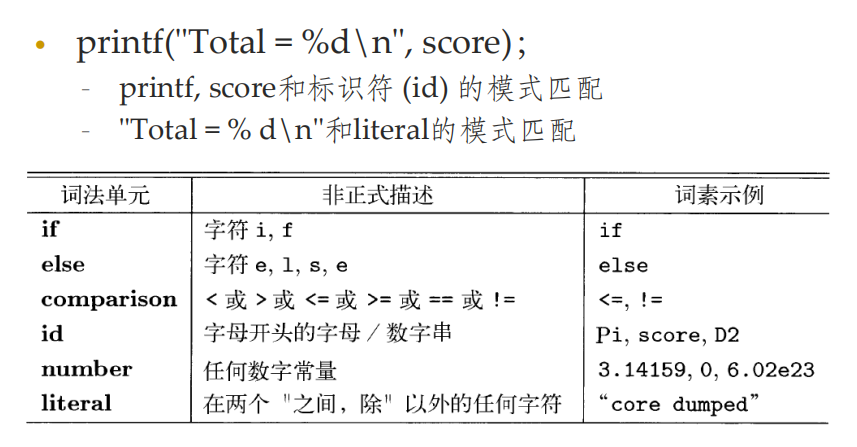 • printf("Total = %d\n", score);
- printf, score和标识符 (id) 的模式匹配
- "Total = % d\n"和literal的模式匹配
词法单元 非正式描述 词素示例
if 字符 i, f if
else 字符 e, l, s, e else
comparison < 或 > 或 <= 或 >= 或 == 或 != <=, !=
id 字母开头的字母 / 数字串 Pi, score, D2
number 任何数字常量 3.14159, 0, 6.02e23
literal 在两个 "之间, 除" 以外的任何字符 “core dumped”